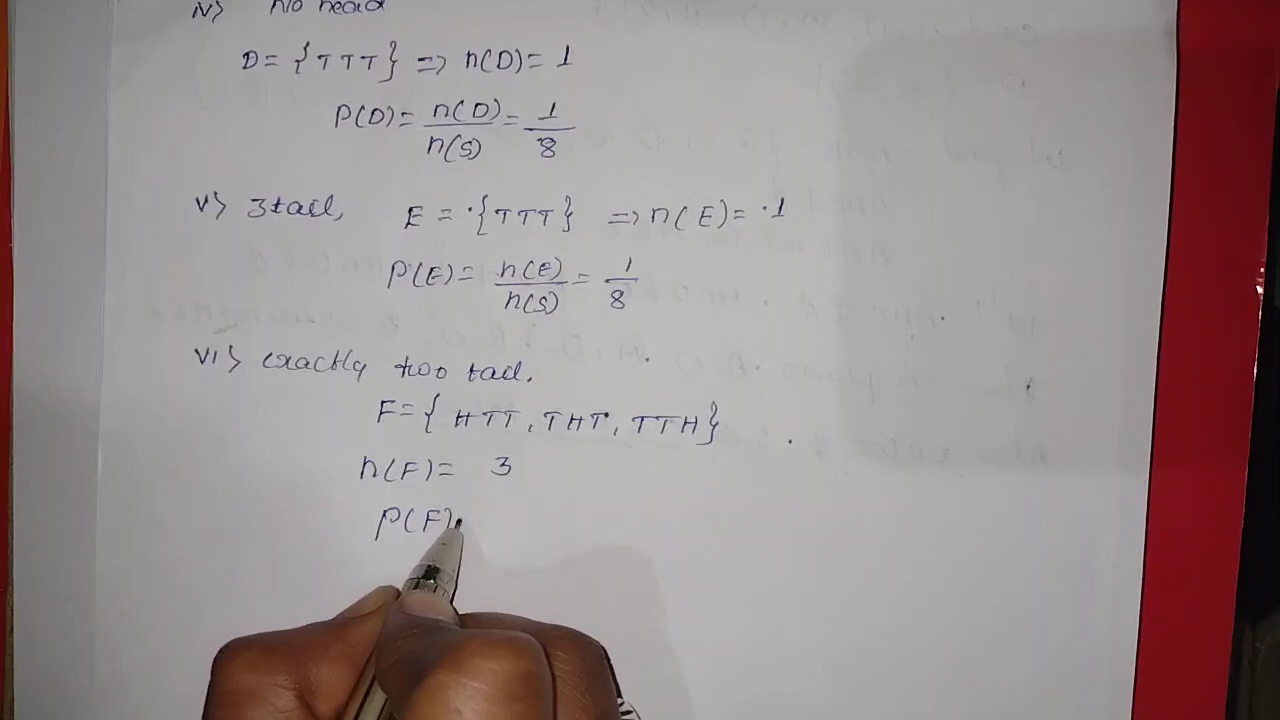 iv> no head
D = {TTT} => n(D) = 1
P(D) = n(D)/n(S) = 1/8
v> 3 tail, E = {TTT} => n(E) = 1
P(E) = n(E)/n(S) = 1/8
vi> exactly two tail.
F = {HTT, THT, TTH}
n(F) = 3
P(F)